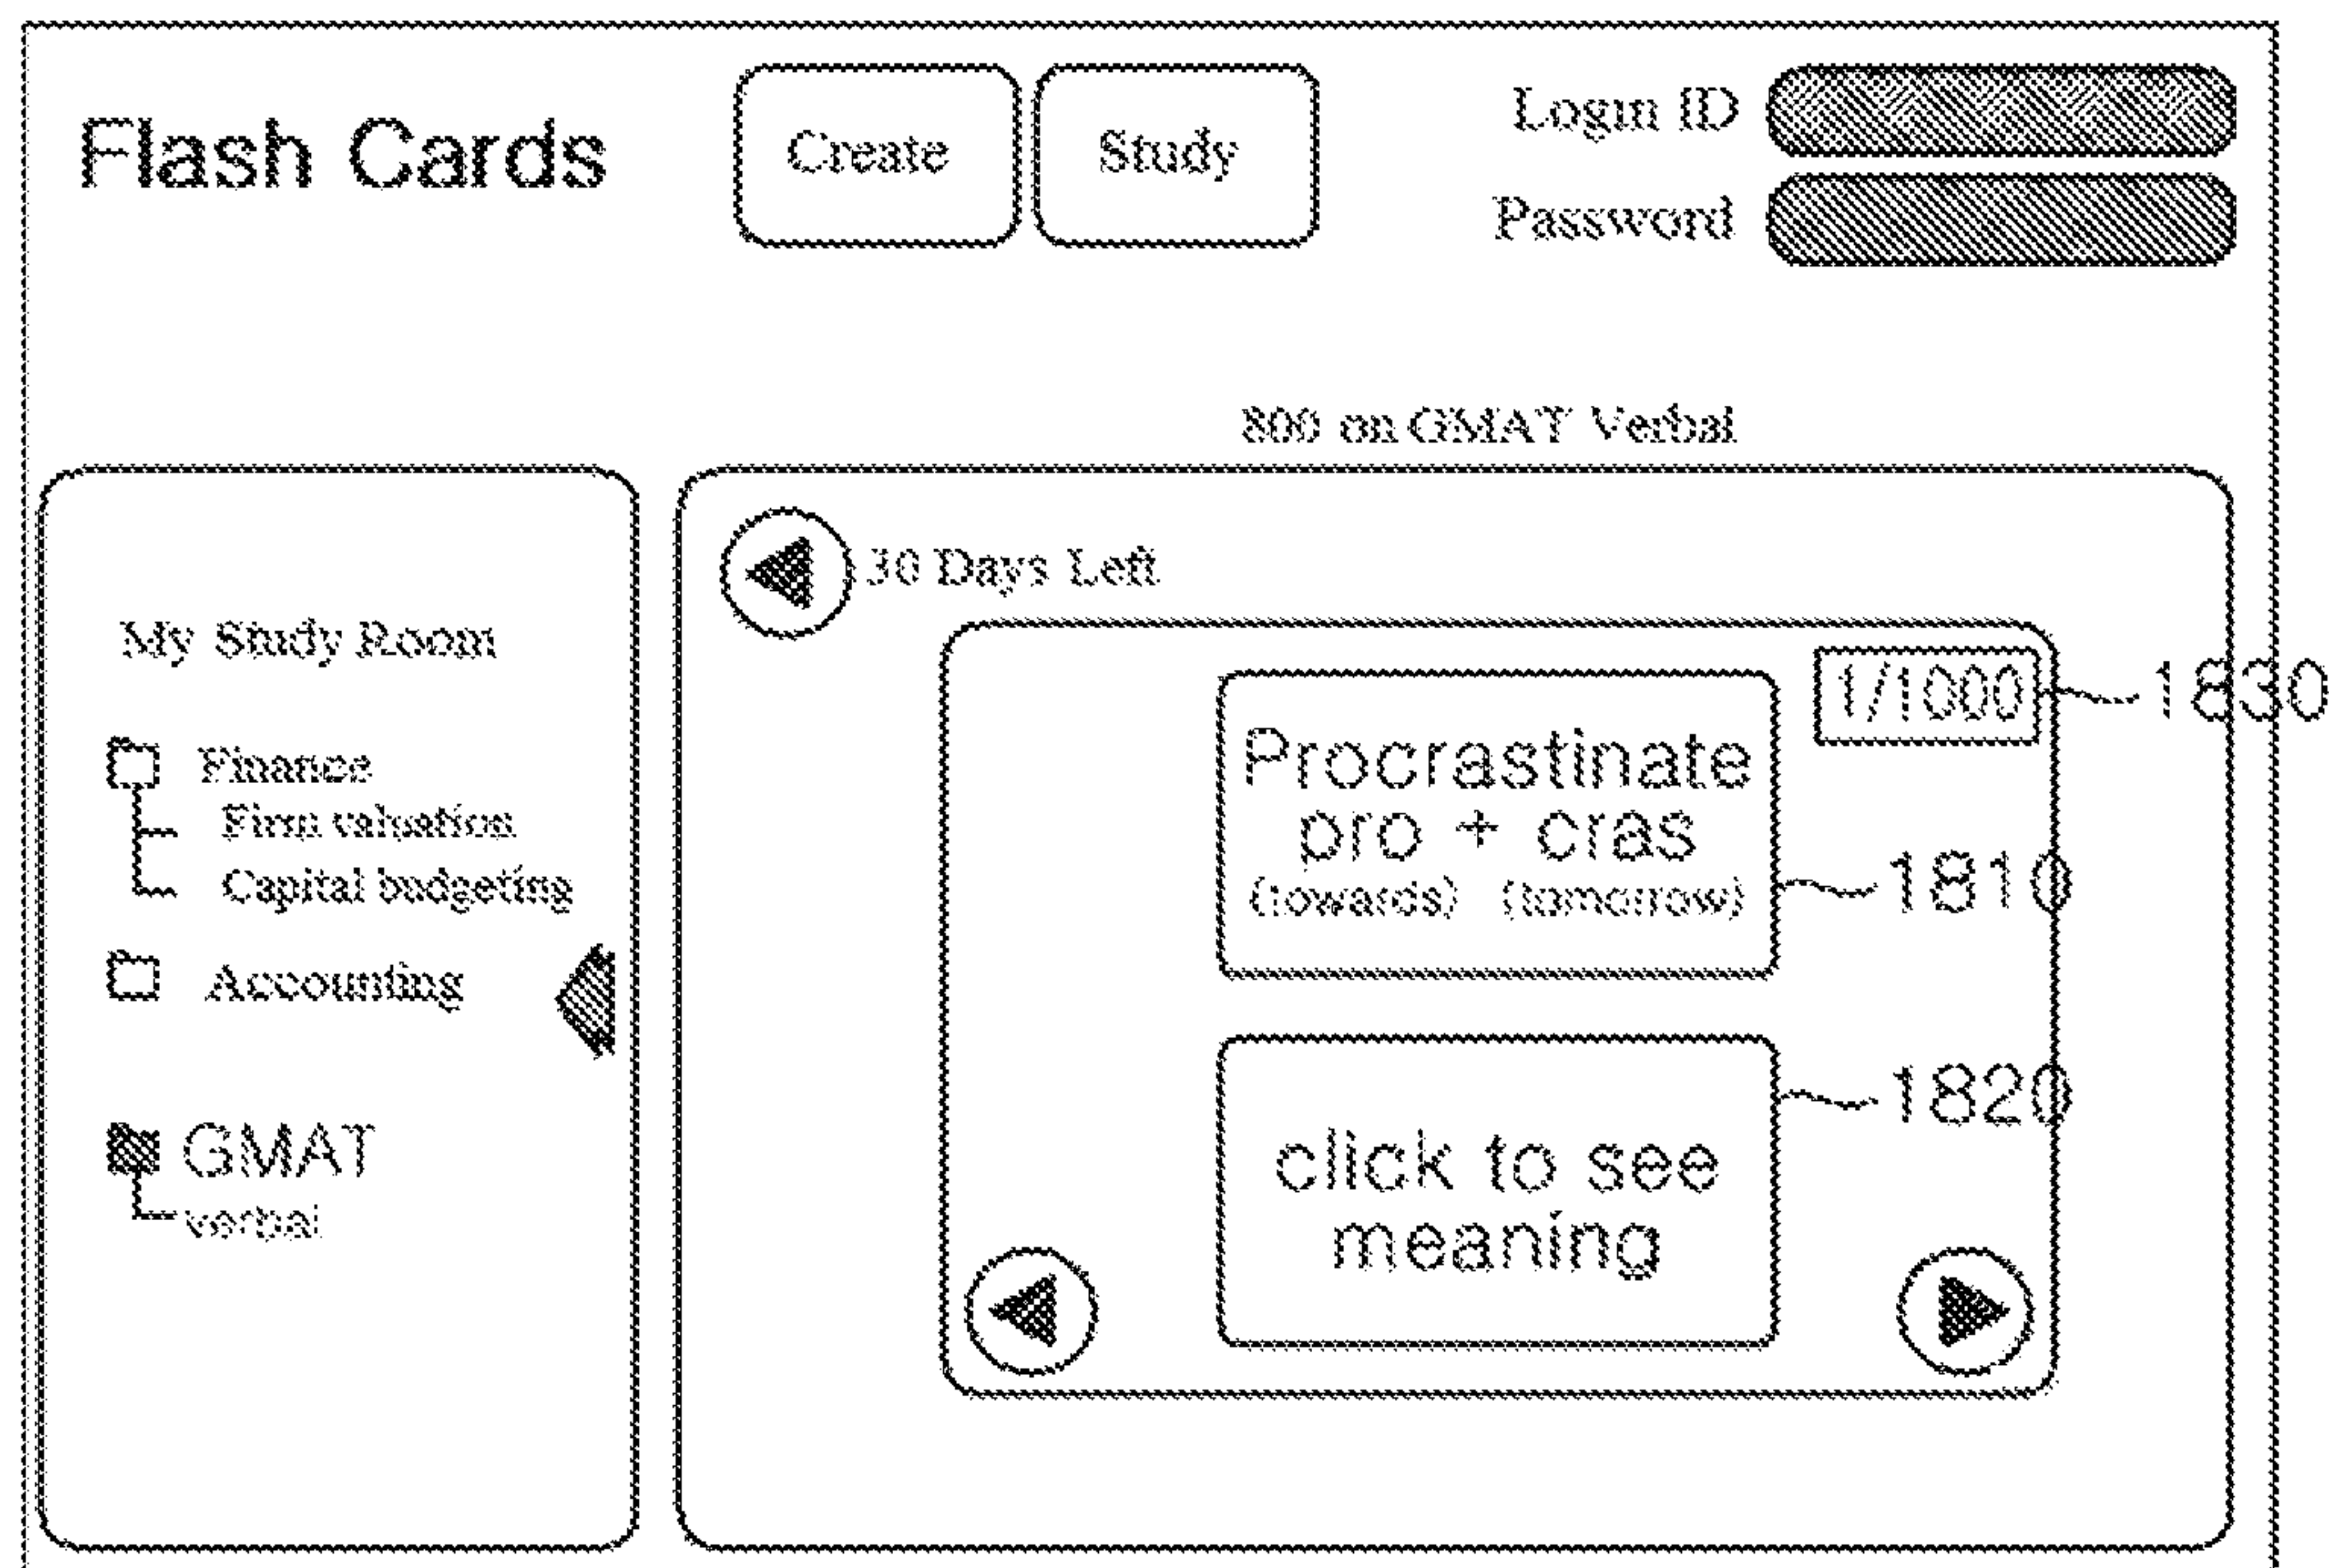 Flash Cards
Create
Study
Login ID
Password
800 on GMAT Verbal
My Study Room
Finance
Firm valuation
Capital budgeting
Accounting
GMAT
verbal
30 Days Left
1/1000
1830
Procrastinate
pro + cras
(towards) (tomorrow)
1810
click to see
meaning
1820